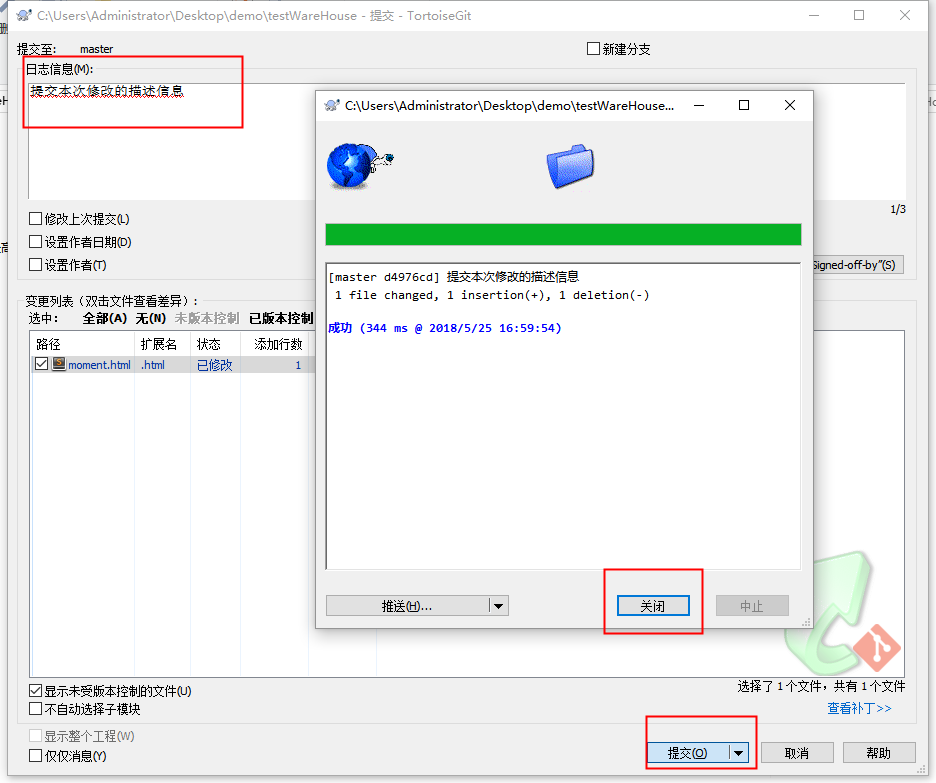 C:\Users\Administrator\Desktop\demo\testWareHouse - 提交 - TortoiseGit
提交至: master
新建分支
日志信息(M):
提交本次修改的描述信息
1/3
修改上次提交(L)
设置作者日期(D)
设置作者(T)
Signed-off-by"(S)
变更列表（双击文件查看差异）:
选中: 全部(A) 无(N) 未版本控制 已版本控制
路径 扩展名 状态 添加行数
moment.html .html 已修改 1
C:\Users\Administrator\Desktop\demo\testWareHouse...
[master d4976cd] 提交本次修改的描述信息
1 file changed, 1 insertion(+), 1 deletion(-)
成功 (344 ms @ 2018/5/25 16:59:54)
推送(H)... 关闭 中止
选择了 1 个文件，共有 1 个文件
显示未受版本控制的文件(U)
不自动选择子模块
查看补丁>>
显示整个工程(W)
仅仅消息(Y)
提交(O) 取消 帮助